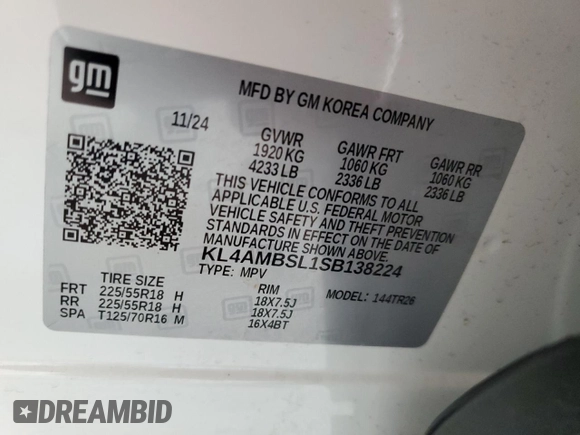 gm
MFD BY GM KOREA COMPANY
11/24
GVWR GAWR FRT GAWR RR
1920 KG 1060 KG 1060 KG
4233 LB 2336 LB 2336 LB
THIS VEHICLE CONFORMS TO ALL
APPLICABLE U.S. FEDERAL MOTOR
VEHICLE SAFETY AND THEFT PREVENTION
STANDARDS IN EFFECT ON THE DATE OF
MANUFACTURE SHOWN ABOVE.
KL4AMBSL1SB138224
TYPE: MPV
TIRE SIZE RIM MODEL: 144TR26
FRT 225/55R18 H 18X7.5J
RR 225/55R18 H 18X7.5J
SPA T125/70R16 M 16X4BT
DREAMBID